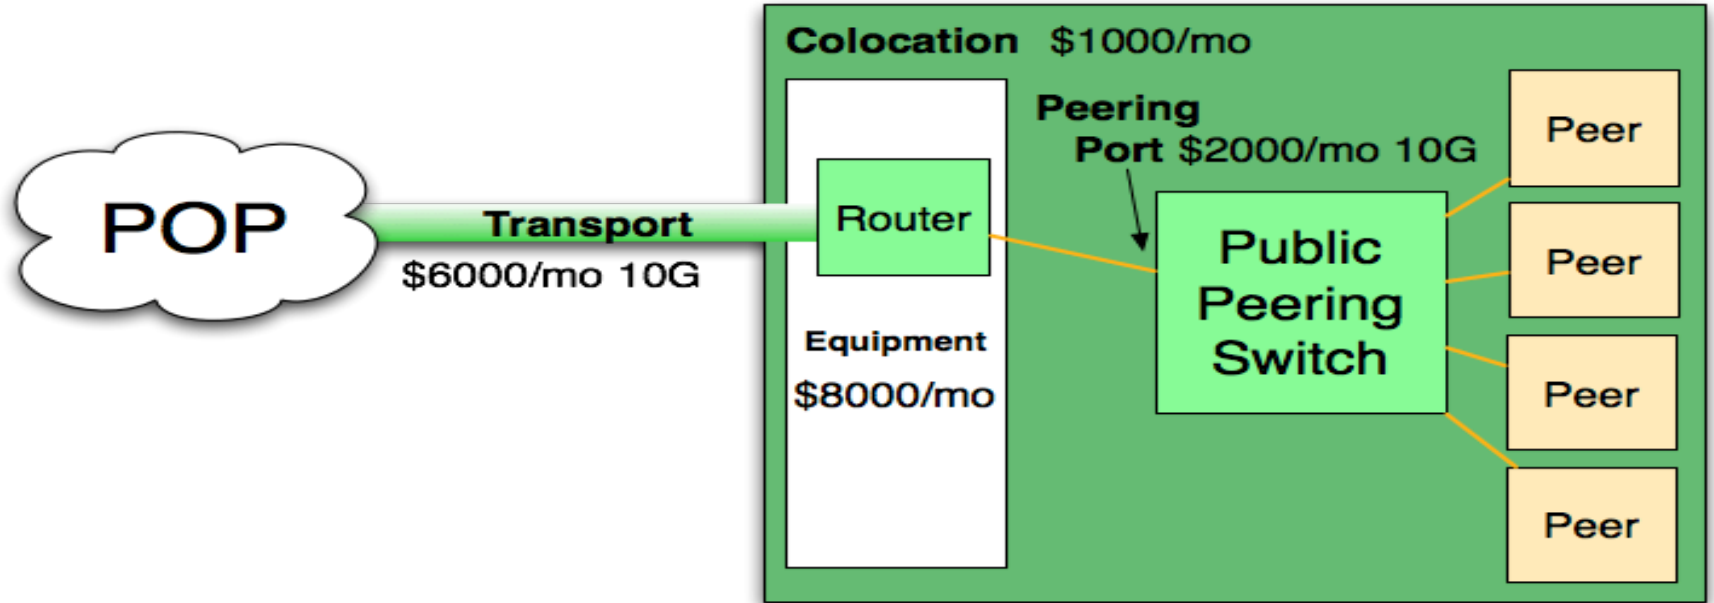 Colocation $1000/mo
Peering
Port $2000/mo 10G
POP
Transport
$6000/mo 10G
Router
Equipment
$8000/mo
Public
Peering
Switch
Peer
Peer
Peer
Peer